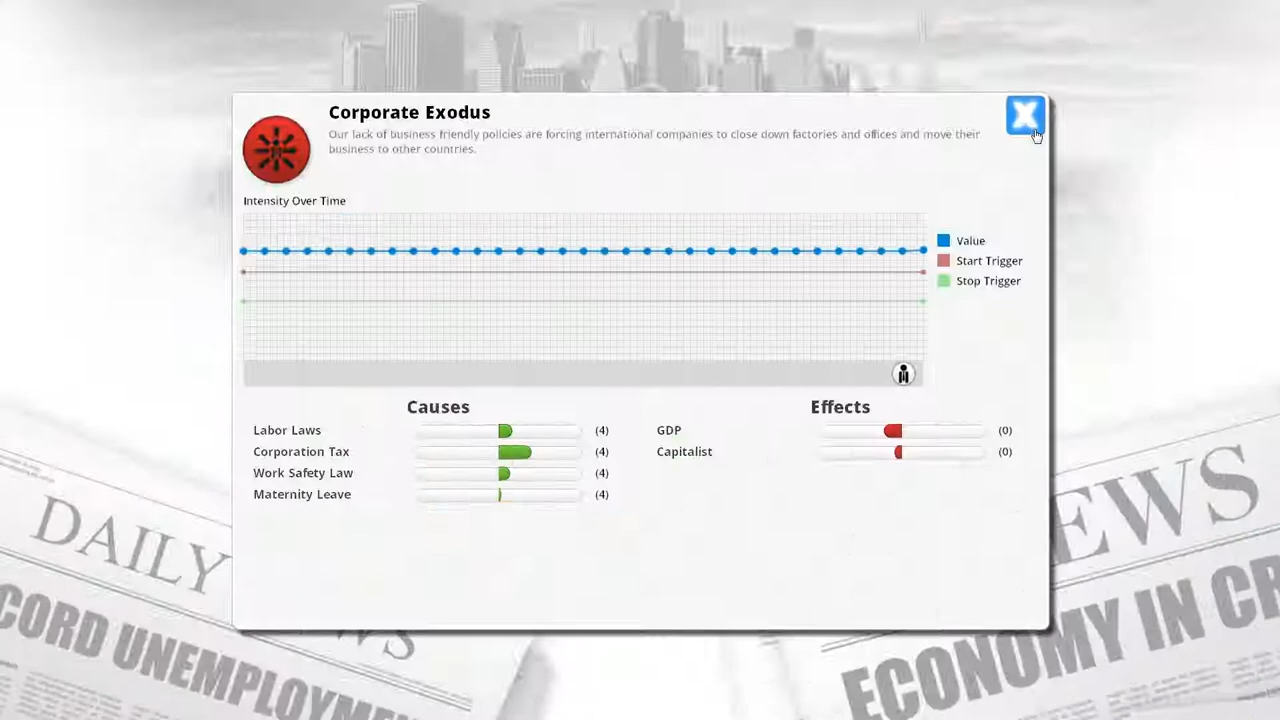 Corporate Exodus
Our lack of business friendly policies are forcing international companies to close down factories and offices and move their
business to other countries.
Intensity Over Time
Value
Start Trigger
Stop Trigger
Causes
Effects
Labor Laws (4)
GDP (0)
Corporation Tax (4)
Capitalist (0)
Work Safety Law (4)
Maternity Leave (4)
DAILY
WS
CORD UNEMPLOYM
EWS
ECONOMY IN CR